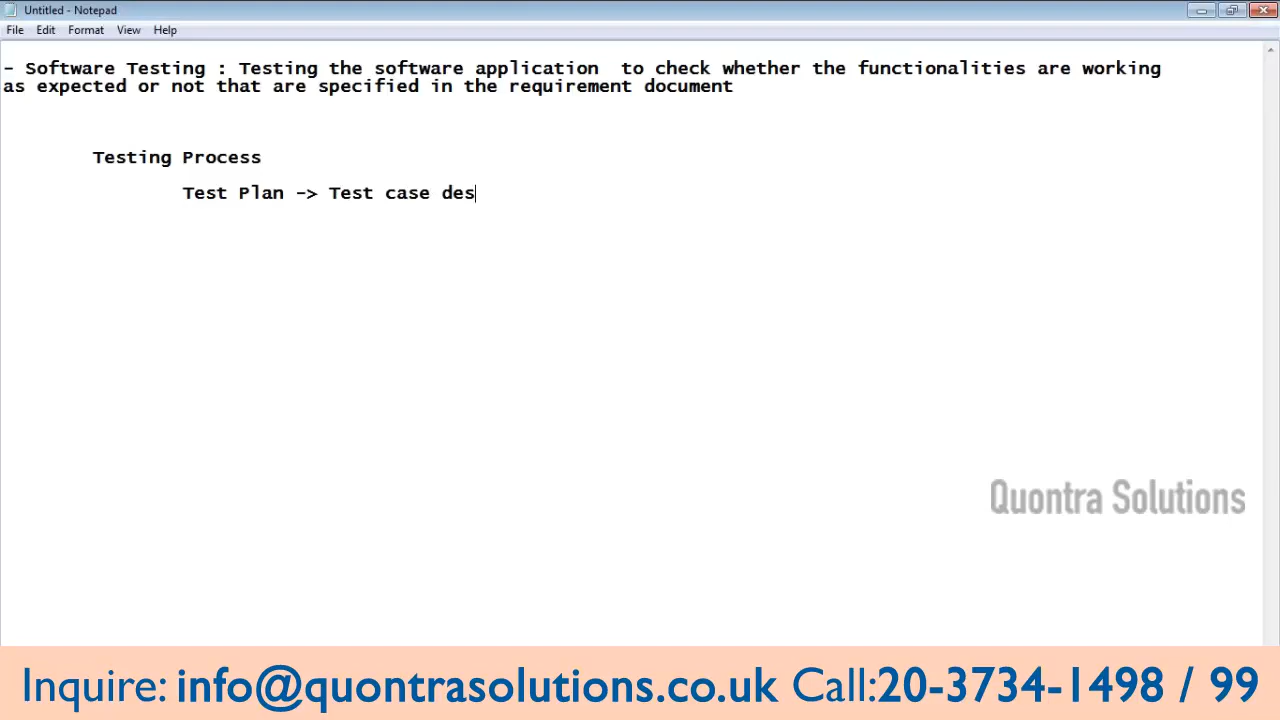 Untitled - Notepad
File Edit Format View Help
- Software Testing : Testing the software application  to check whether the functionalities are working
as expected or not that are specified in the requirement document
Testing Process
Test Plan -> Test case des
Quontra Solutions
Inquire: info@quontrasolutions.co.uk Call:20-3734-1498 / 99